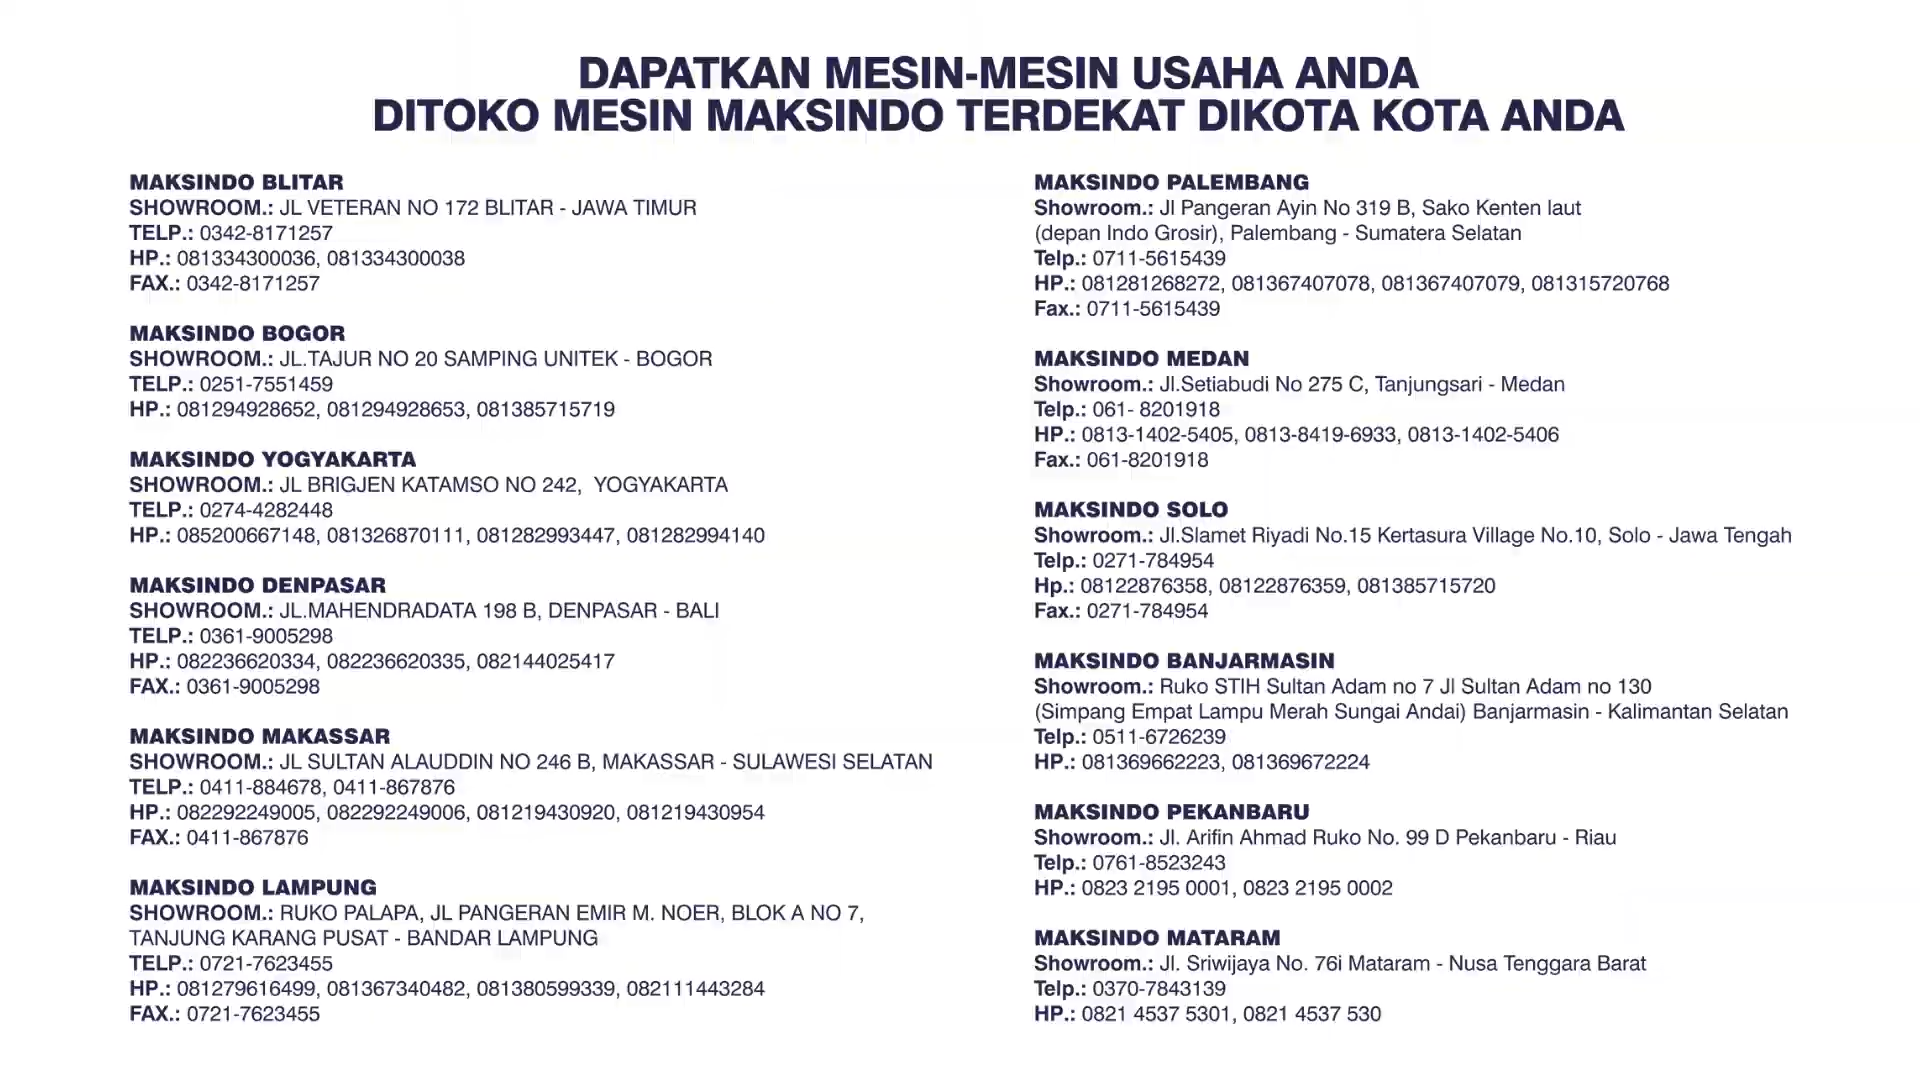 DAPATKAN MESIN-MESIN USAHA ANDA
DITOKO MESIN MAKSINDO TERDEKAT DIKOTA KOTA ANDA
MAKSINDO BLITAR
SHOWROOM.: JL VETERAN NO 172 BLITAR - JAWA TIMUR
TELP.: 0342-8171257
HP.: 081334300036, 081334300038
FAX.: 0342-8171257
MAKSINDO BOGOR
SHOWROOM.: JL.TAJUR NO 20 SAMPING UNITEK - BOGOR
TELP.: 0251-7551459
HP.: 081294928652, 081294928653, 081385715719
MAKSINDO YOGYAKARTA
SHOWROOM.: JL BRIGJEN KATAMSO NO 242, YOGYAKARTA
TELP.: 0274-4282448
HP.: 085200667148, 081326870111, 081282993447, 081282994140
MAKSINDO DENPASAR
SHOWROOM.: JL.MAHENDRADATA 198 B, DENPASAR - BALI
TELP.: 0361-9005298
HP.: 082236620334, 082236620335, 082144025417
FAX.: 0361-9005298
MAKSINDO MAKASSAR
SHOWROOM.: JL SULTAN ALAUDDIN NO 246 B, MAKASSAR - SULAWESI SELATAN
TELP.: 0411-884678, 0411-867876
HP.: 082292249005, 082292249006, 081219430920, 081219430954
FAX.: 0411-867876
MAKSINDO LAMPUNG
SHOWROOM.: RUKO PALAPA, JL PANGERAN EMIR M. NOER, BLOK A NO 7,
TANJUNG KARANG PUSAT - BANDAR LAMPUNG
TELP.: 0721-7623455
HP.: 081279616499, 081367340482, 081380599339, 082111443284
FAX.: 0721-7623455
MAKSINDO PALEMBANG
Showroom.: Jl Pangeran Ayin No 319 B, Sako Kenten laut
(depan Indo Grosir), Palembang - Sumatera Selatan
Telp.: 0711-5615439
HP.: 081281268272, 081367407078, 081367407079, 081315720768
Fax.: 0711-5615439
MAKSINDO MEDAN
Showroom.: Jl.Setiabudi No 275 C, Tanjungsari - Medan
Telp.: 061- 8201918
HP.: 0813-1402-5405, 0813-8419-6933, 0813-1402-5406
Fax.: 061-8201918
MAKSINDO SOLO
Showroom.: Jl.Slamet Riyadi No.15 Kertasura Village No.10, Solo - Jawa Tengah
Telp.: 0271-784954
Hp.: 08122876358, 08122876359, 081385715720
Fax.: 0271-784954
MAKSINDO BANJARMASIN
Showroom.: Ruko STIH Sultan Adam no 7 Jl Sultan Adam no 130
(Simpang Empat Lampu Merah Sungai Andai) Banjarmasin - Kalimantan Selatan
Telp.: 0511-6726239
HP.: 081369662223, 081369672224
MAKSINDO PEKANBARU
Showroom.: Jl. Arifin Ahmad Ruko No. 99 D Pekanbaru - Riau
Telp.: 0761-8523243
HP.: 0823 2195 0001, 0823 2195 0002
MAKSINDO MATARAM
Showroom.: Jl. Sriwijaya No. 76i Mataram - Nusa Tenggara Barat
Telp.: 0370-7843139
HP.: 0821 4537 5301, 0821 4537 530